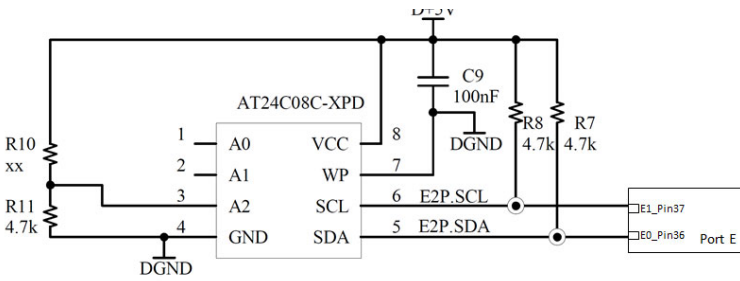 D+5V
C9
100nF
AT24C08C-XPD
R8
4.7k
R7
4.7k
DGND
R10
xx
R11
4.7k
1 A0 VCC 8
2 A1 WP 7
3 A2 SCL 6 E2P.SCL
4 GND SDA 5 E2P.SDA
DGND
E1_Pin37
E0_Pin36
Port E